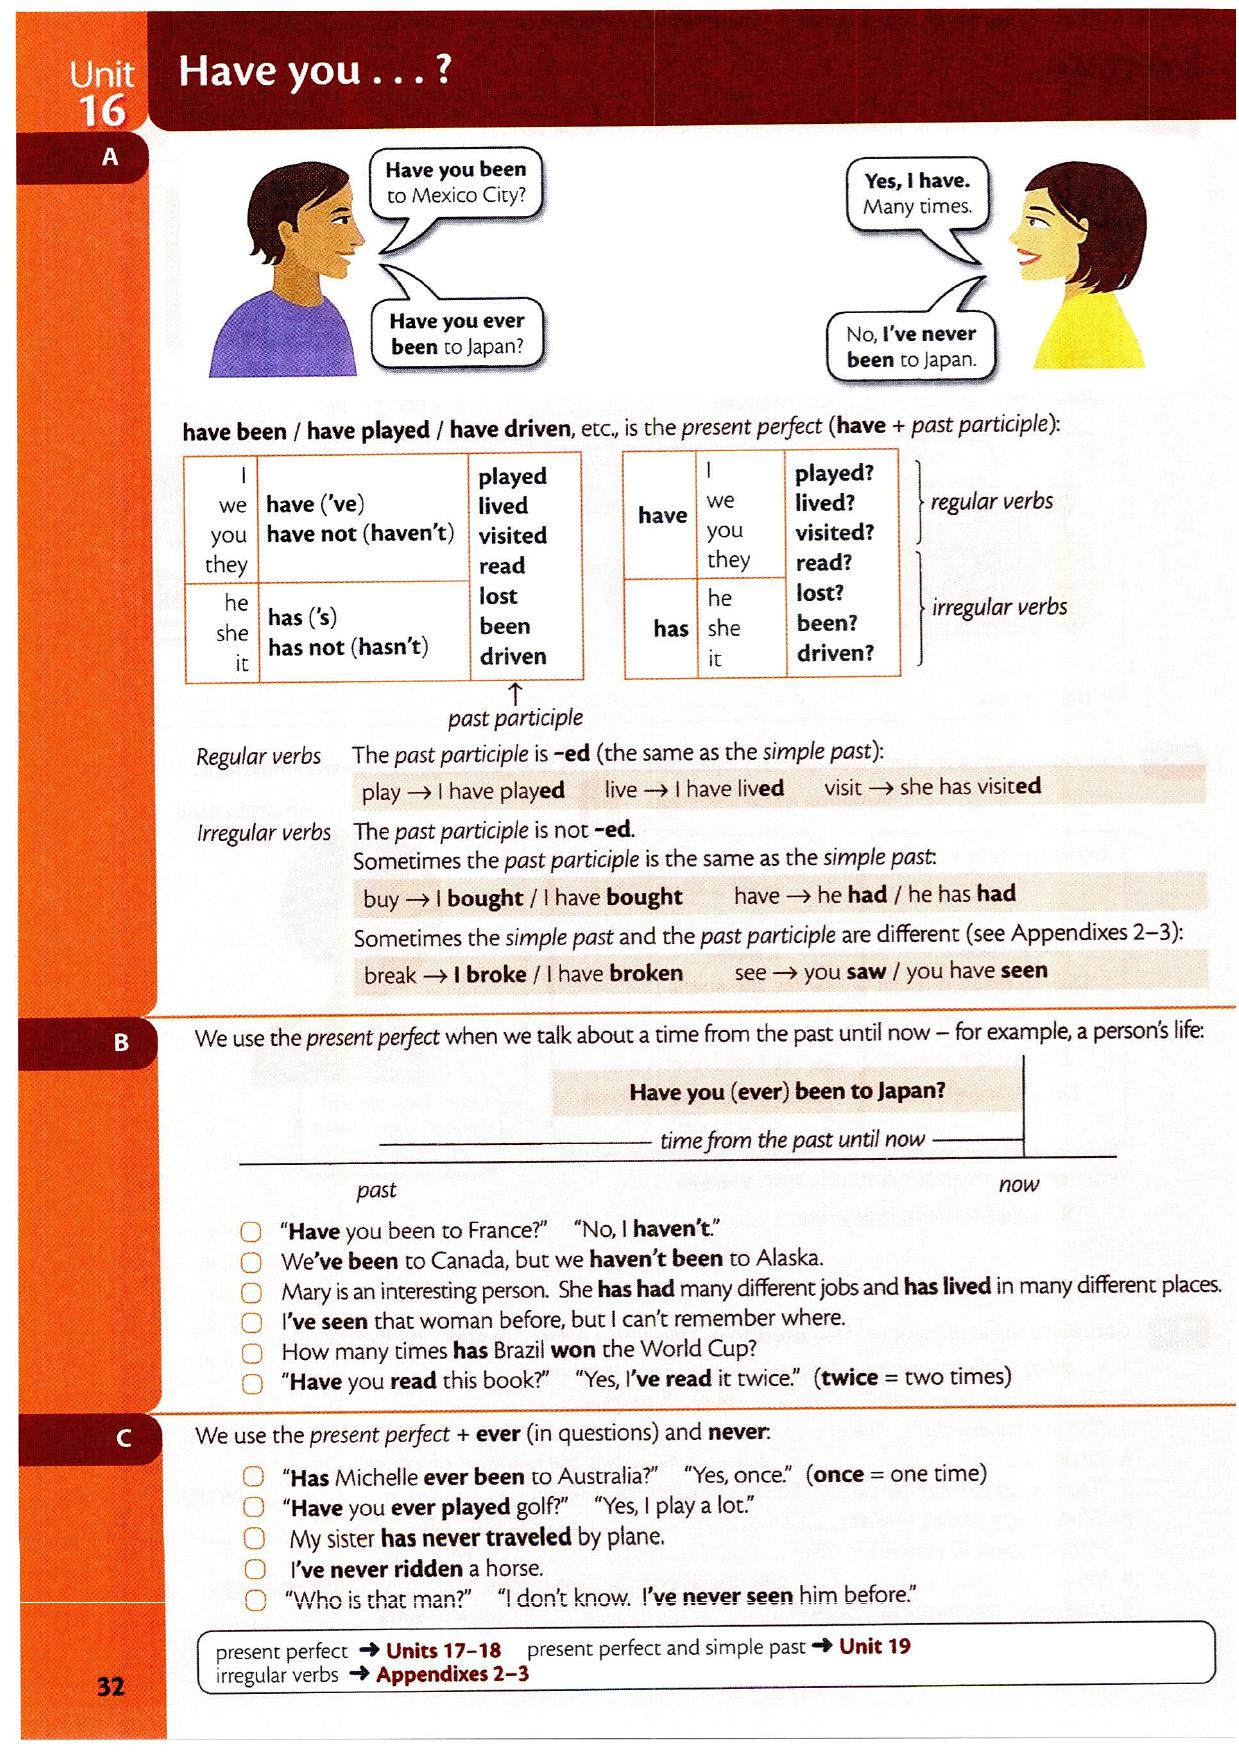 Unit
16
Have you . . . ?
A
Have you been
to Mexico City?
Yes, I have.
Many times.
Have you ever
been to Japan?
No, I've never
been to Japan.
have been / have played / have driven, etc., is the present perfect (have + past participle):
I
we
you
they
have ('ve)
have not (haven't)
he
she
it
has ('s)
has not (hasn't)
played
lived
visited
read
lost
been
driven
past participle
have
I
we
you
they
has
he
she
it
played?
lived?
visited?
read?
lost?
been?
driven?
regular verbs
irregular verbs
Regular verbs The past participle is -ed (the same as the simple past):
play → I have played live → I have lived visit → she has visited
Irregular verbs The past participle is not -ed.
Sometimes the past participle is the same as the simple past:
buy → I bought / I have bought have → he had / he has had
Sometimes the simple past and the past participle are different (see Appendixes 2–3):
break → I broke / I have broken see → you saw / you have seen
B
We use the present perfect when we talk about a time from the past until now – for example, a person's life:
Have you (ever) been to Japan?
time from the past until now
past now
"Have you been to France?" "No, I haven't."
We've been to Canada, but we haven't been to Alaska.
Mary is an interesting person. She has had many different jobs and has lived in many different places.
I've seen that woman before, but I can't remember where.
How many times has Brazil won the World Cup?
"Have you read this book?" "Yes, I've read it twice." (twice = two times)
C
We use the present perfect + ever (in questions) and never:
"Has Michelle ever been to Australia?" "Yes, once." (once = one time)
"Have you ever played golf?" "Yes, I play a lot."
My sister has never traveled by plane.
I've never ridden a horse.
"Who is that man?" "I don't know. I've never seen him before."
present perfect → Units 17–18 present perfect and simple past → Unit 19
irregular verbs → Appendixes 2–3
32